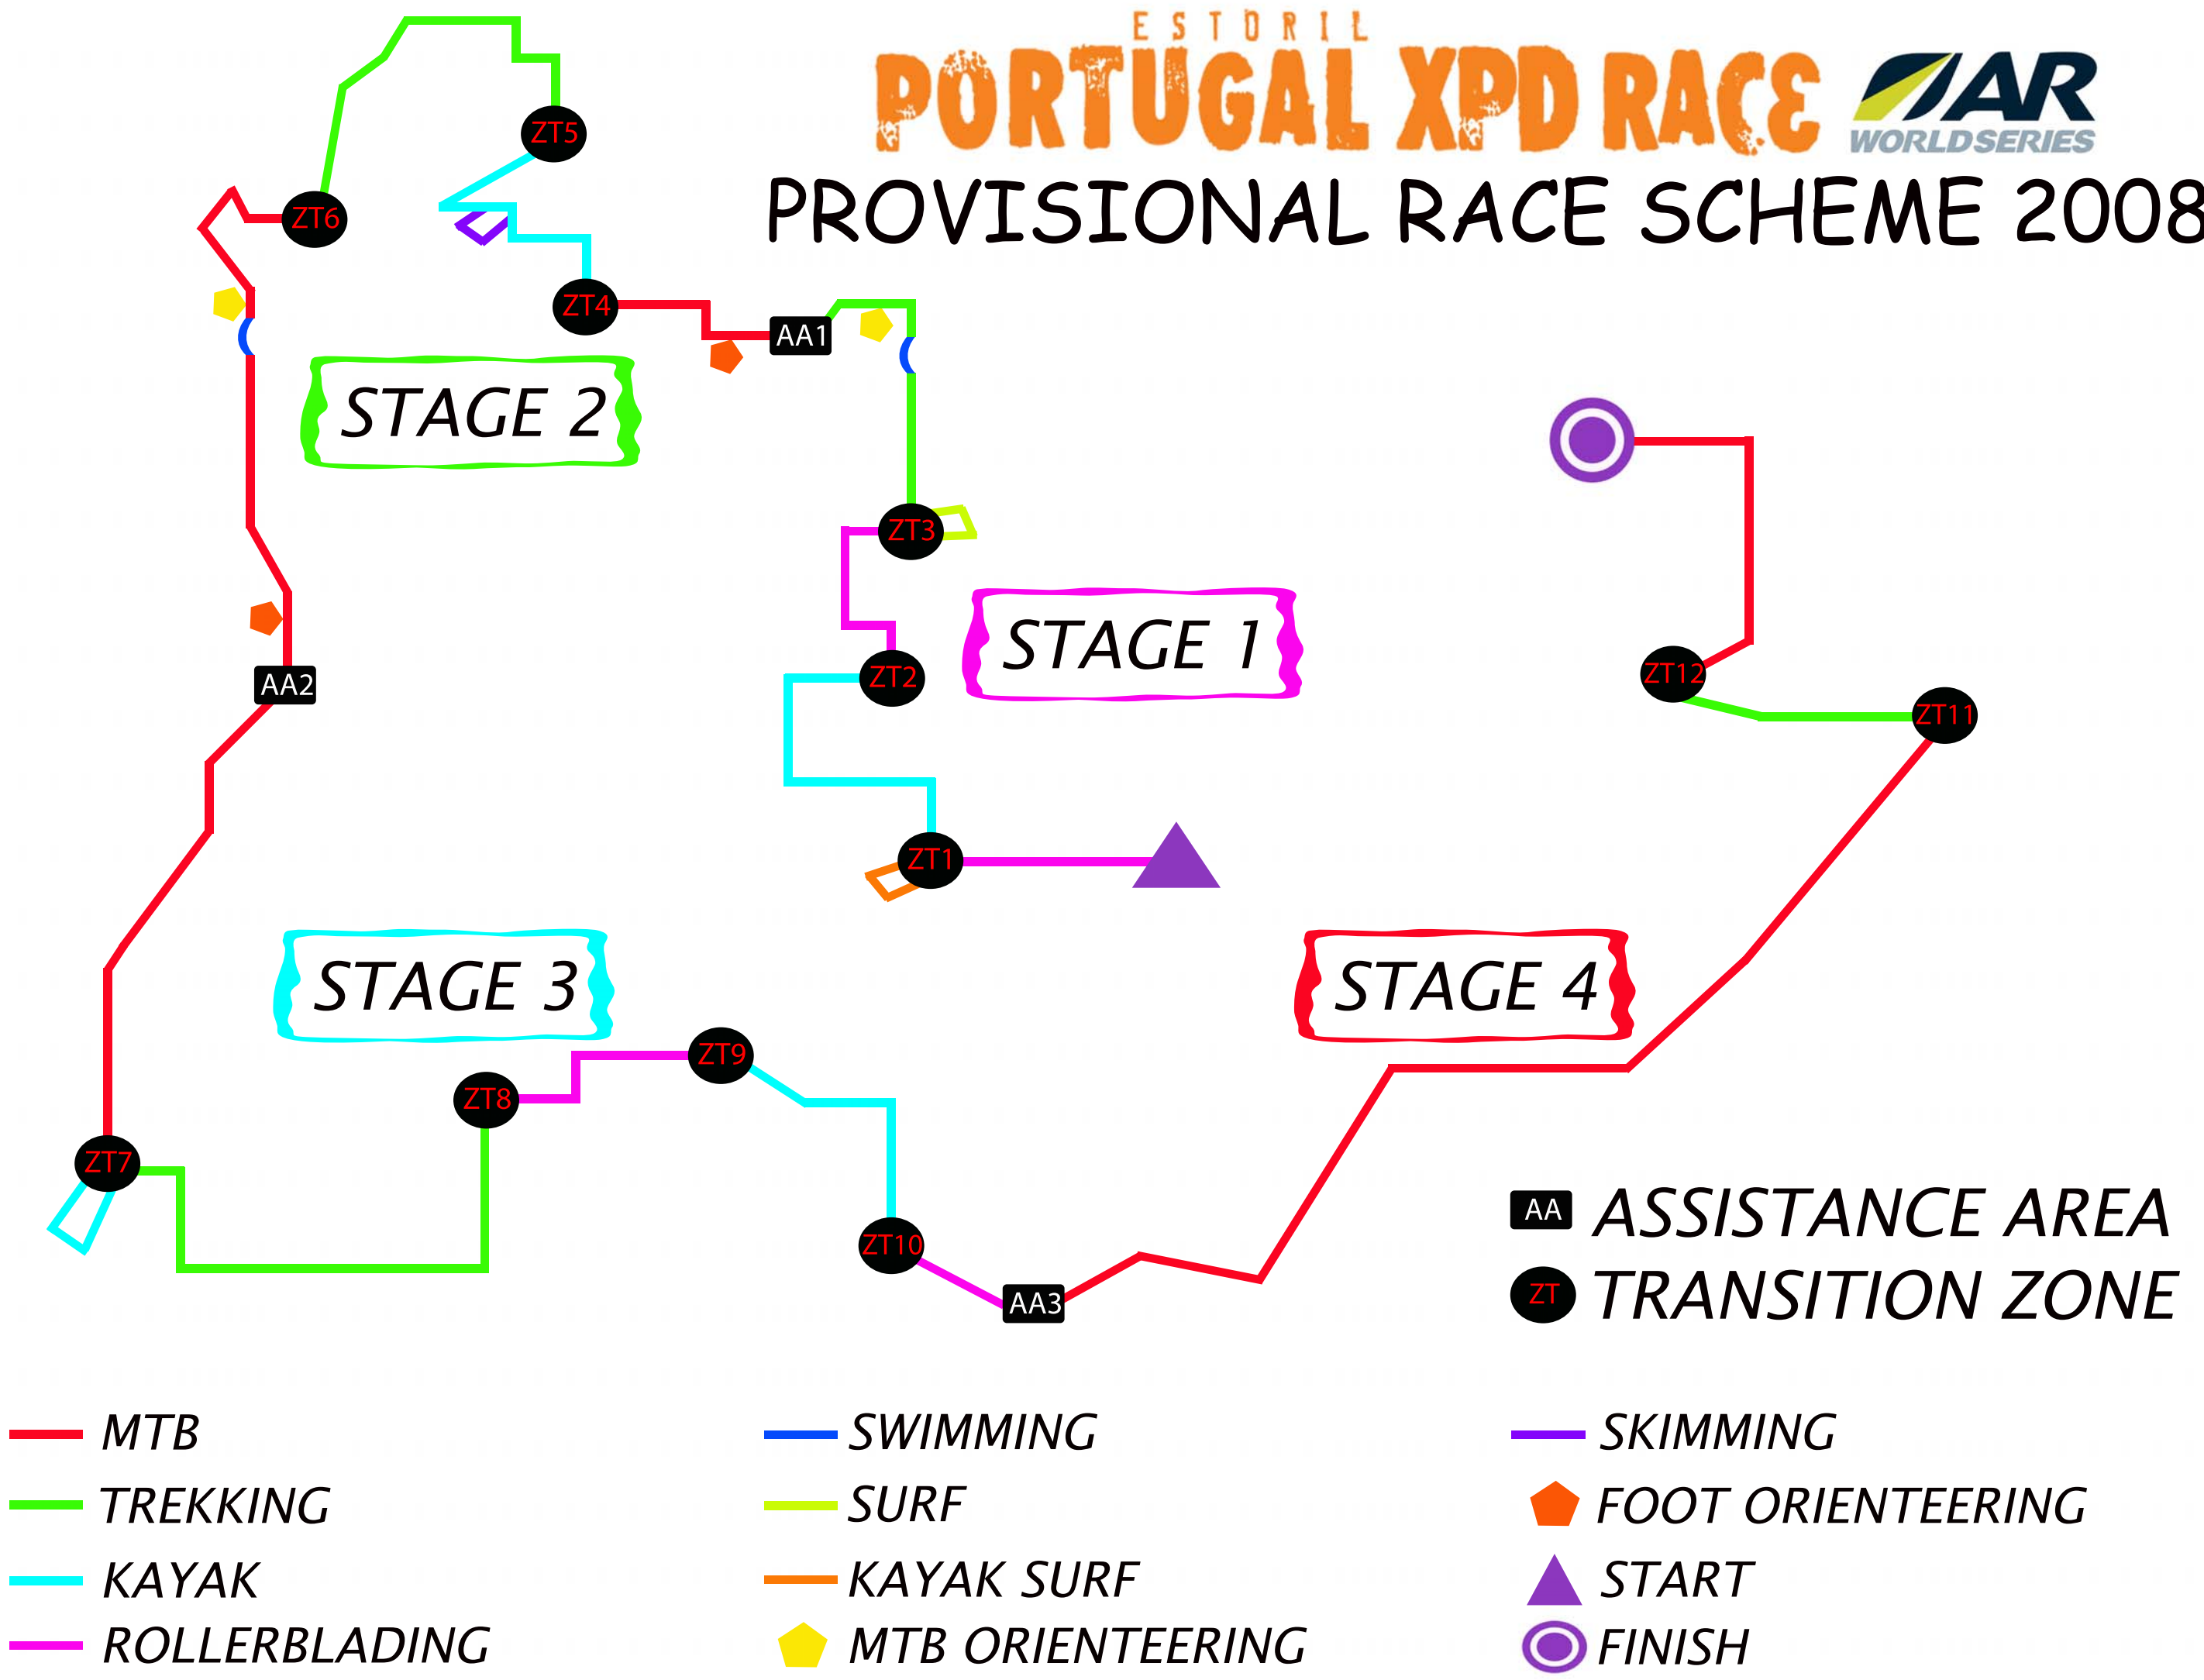 ESTORIL
PORTUGAL XPD RACE
AR
WORLDSERIES
PROVISIONAL RACE SCHEME 2008
ZT5
ZT6
ZT4
AA1
STAGE 2
ZT3
STAGE 1
ZT2
ZT12
AA2
ZT11
ZT1
STAGE 3
STAGE 4
ZT9
ZT8
ZT7
ZT10
AA3
AA ASSISTANCE AREA
ZT TRANSITION ZONE
MTB
SWIMMING
SKIMMING
TREKKING
SURF
FOOT ORIENTEERING
KAYAK
KAYAK SURF
START
ROLLERBLADING
MTB ORIENTEERING
FINISH